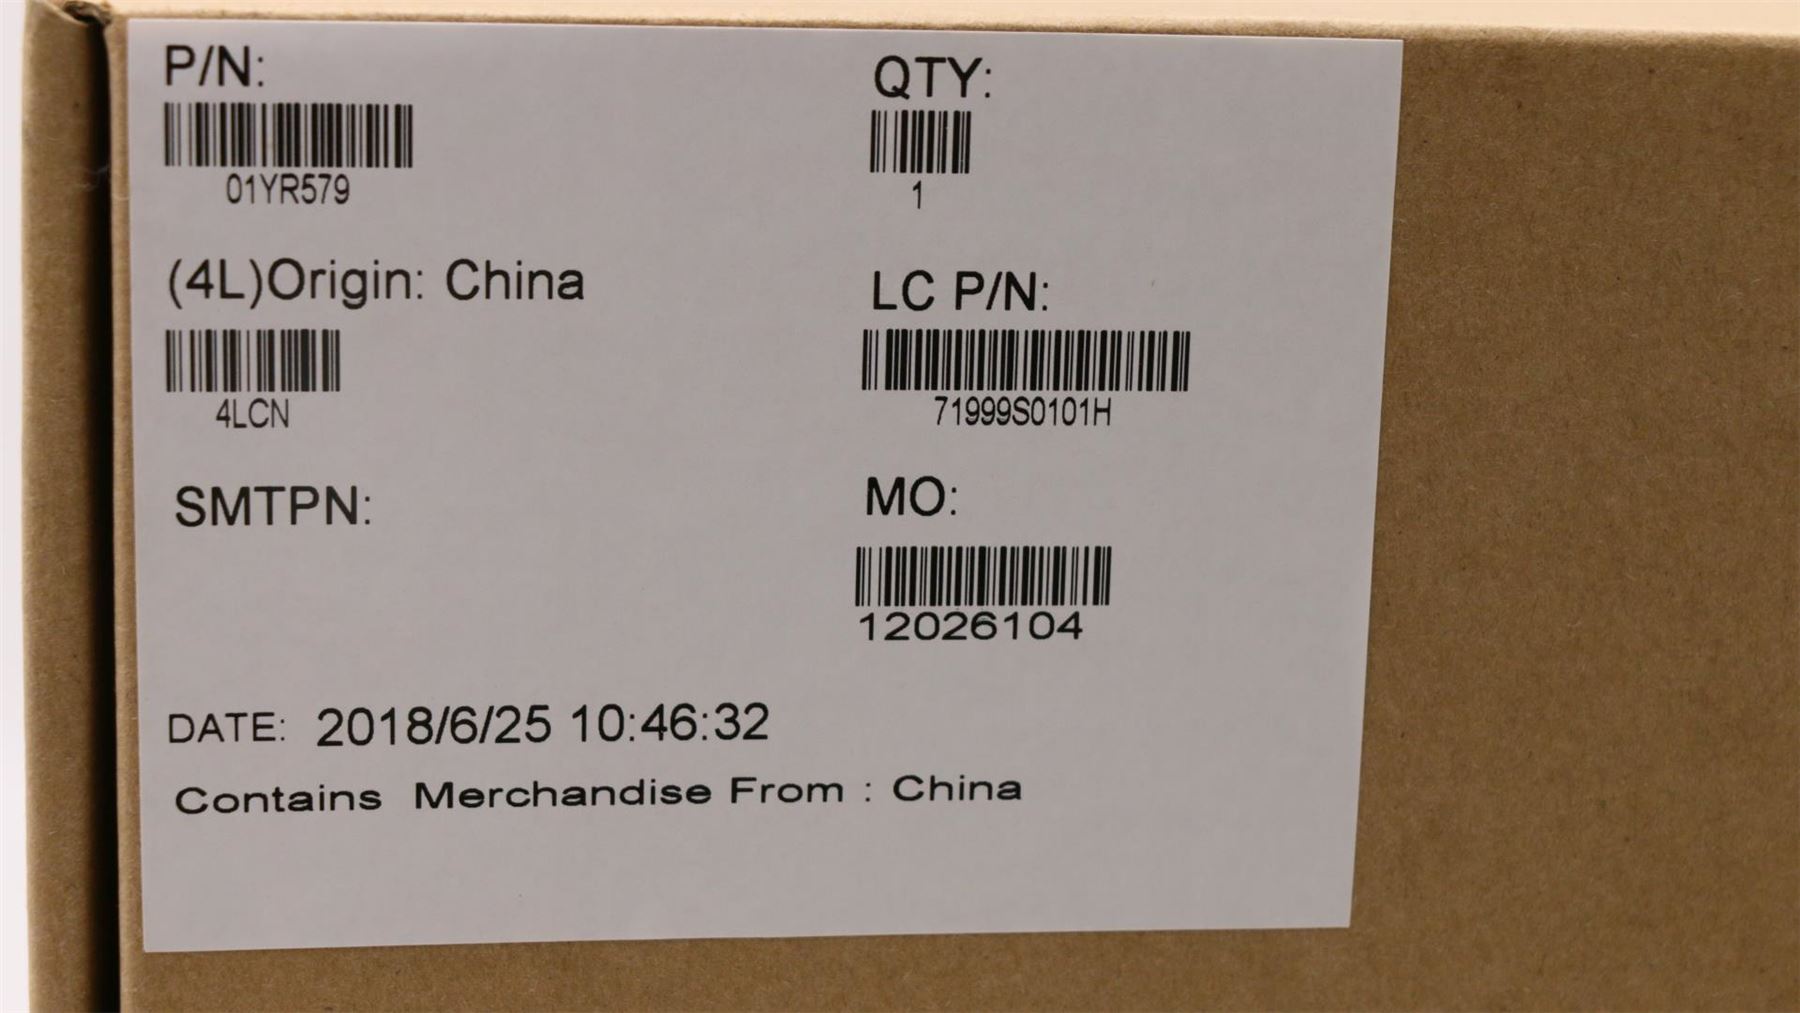 P/N:
01YR579
QTY:
1
(4L)Origin: China
4LCN
LC P/N:
71999S0101H
SMTPN:
MO:
12026104
DATE: 2018/6/25 10:46:32
Contains Merchandise From : China